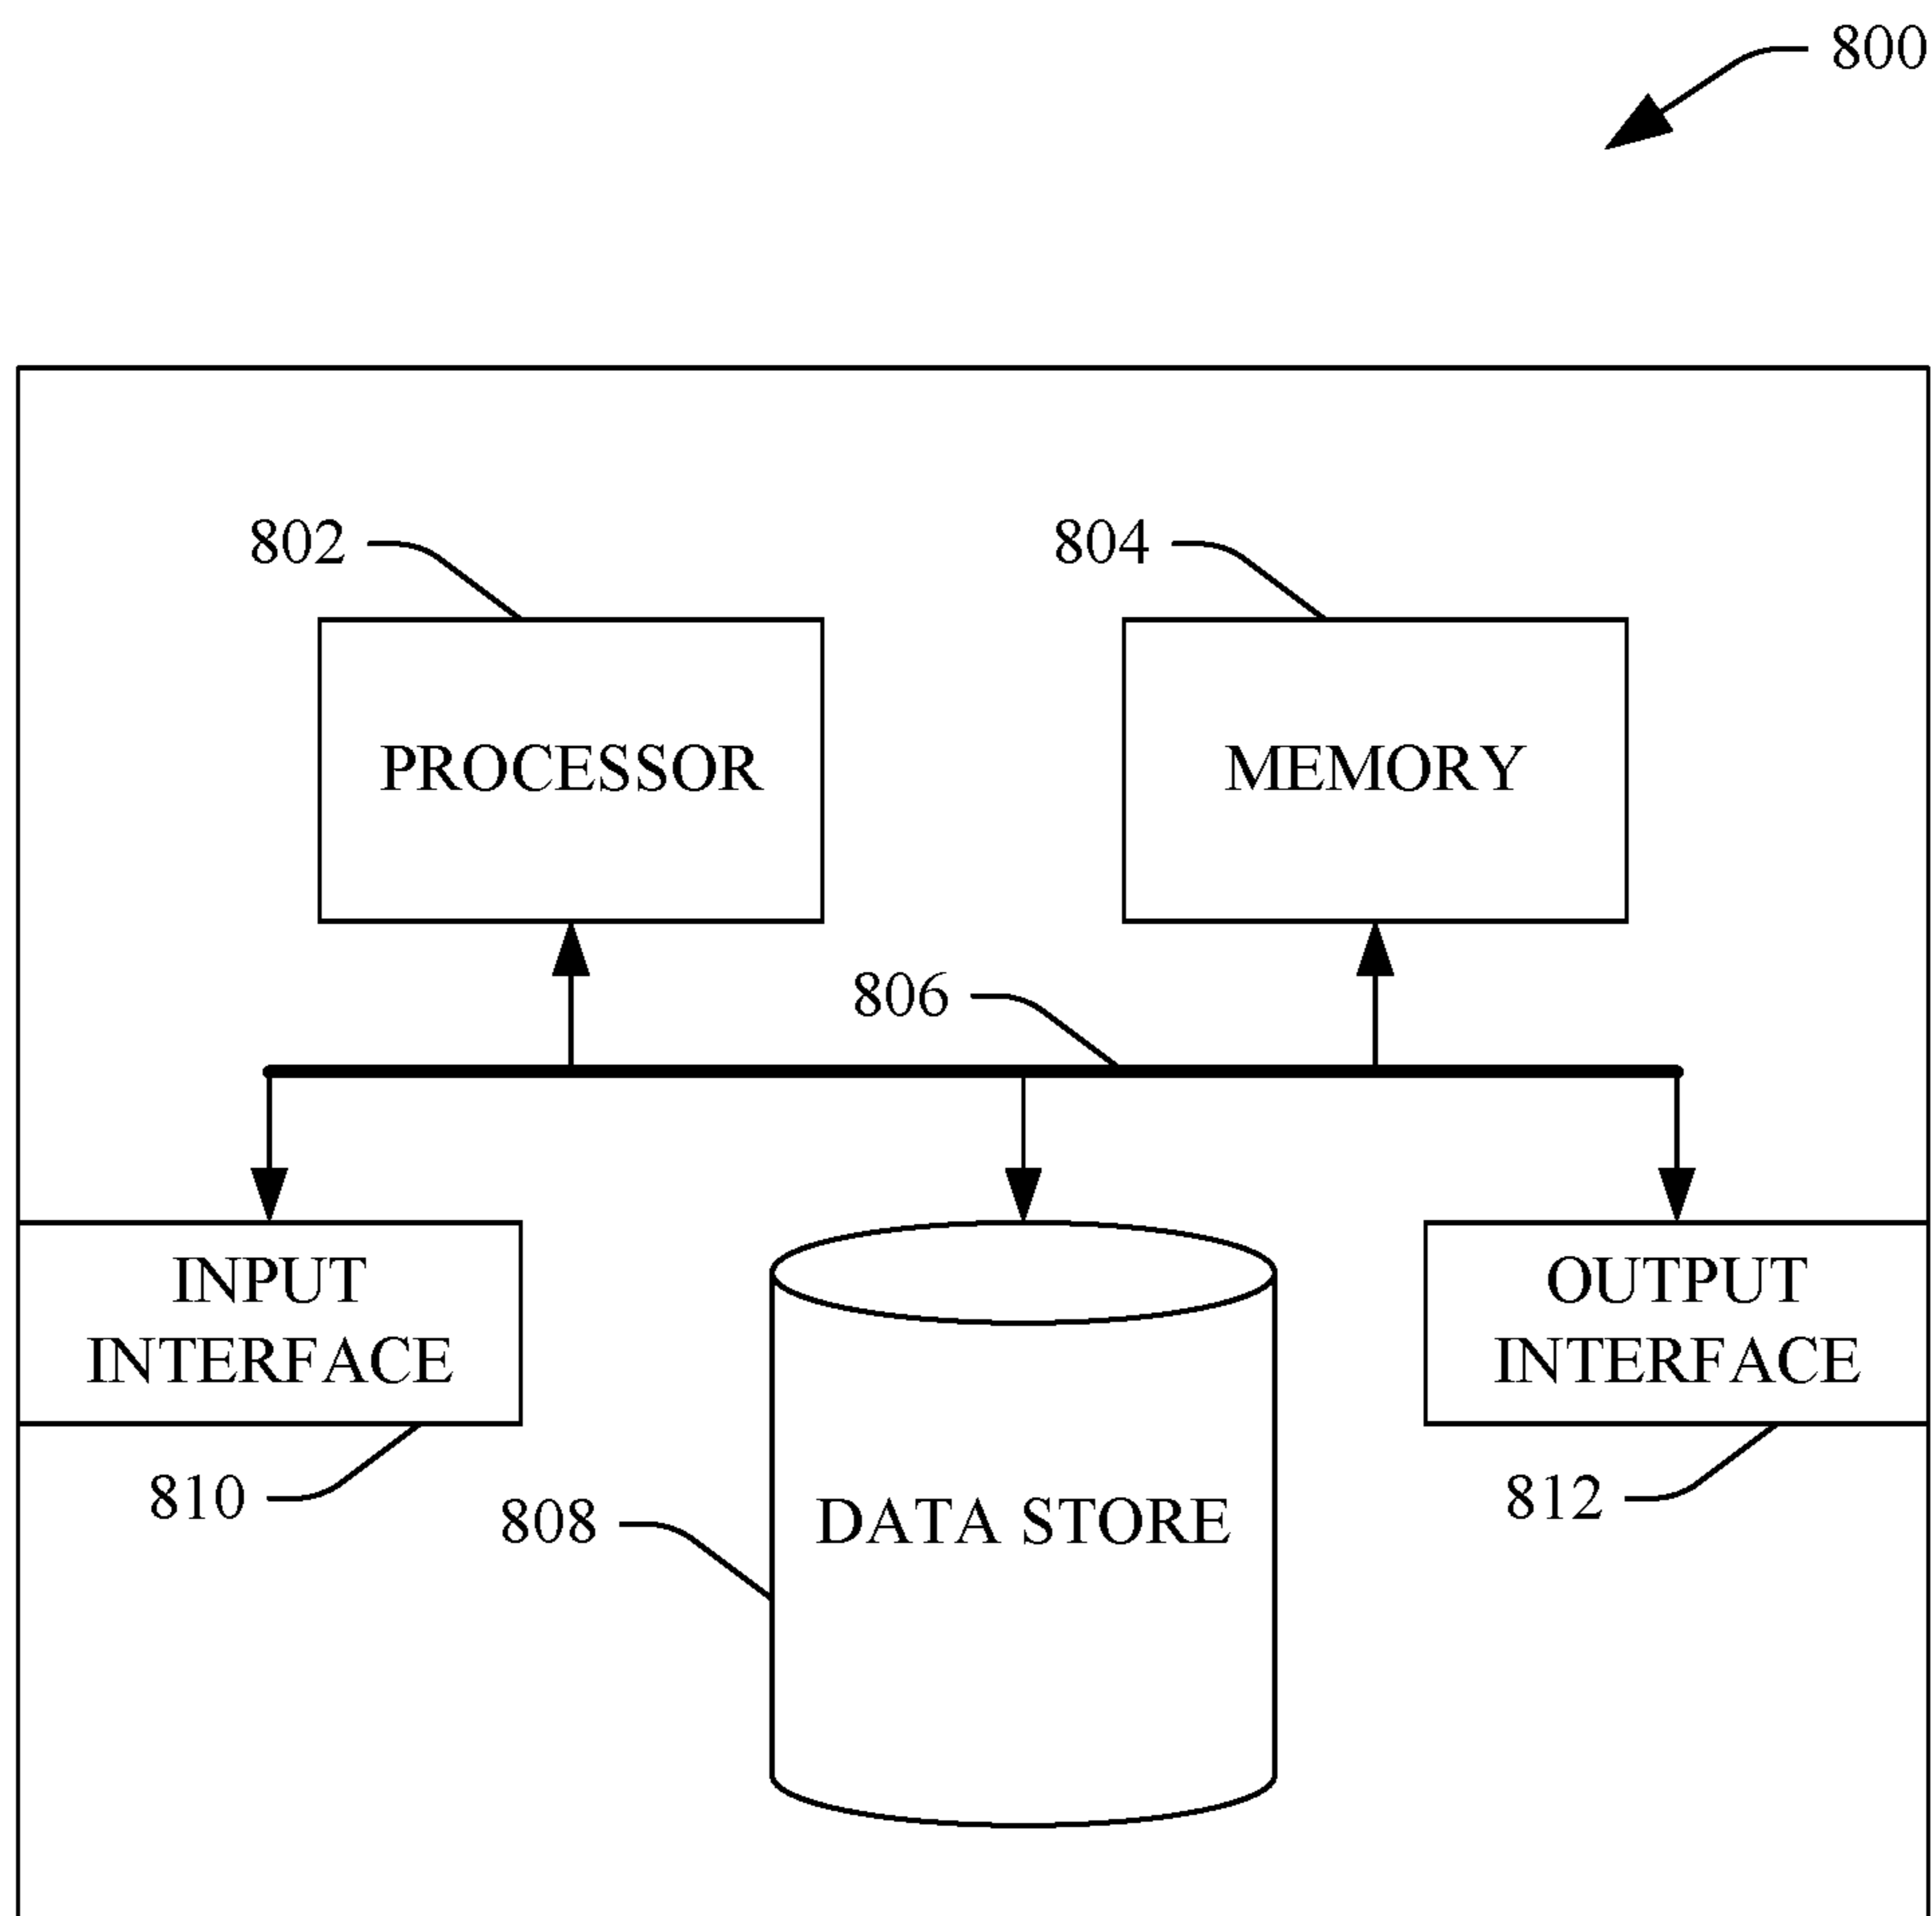 800
802
804
PROCESSOR
MEMORY
806
INPUT
INTERFACE
OUTPUT
INTERFACE
810
808
DATA STORE
812